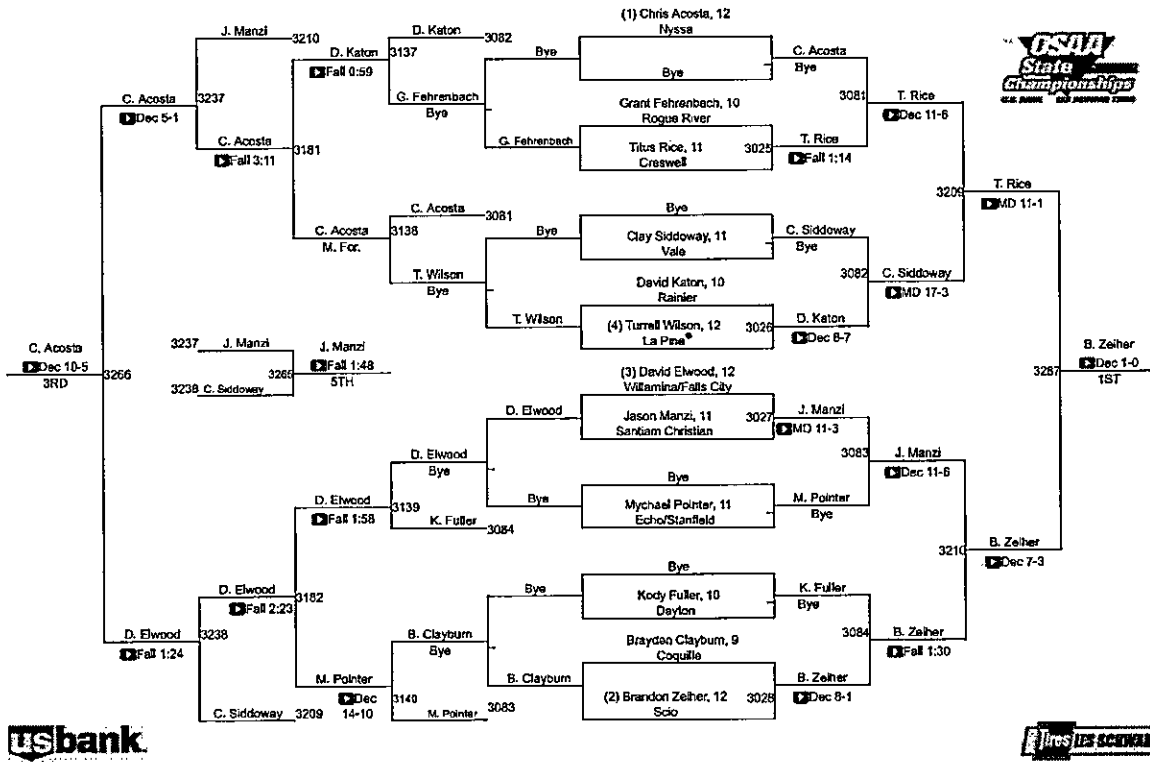 (1) Chris Acosta, 12
Nyssa
Bye
C. Acosta
Bye
Grant Fehrenbach, 10
Rogue River
Titus Rice, 11
Creswell
3025
T. Rice
Fall 1:14
3081
T. Rice
Dec 11-6
Bye
Clay Siddoway, 11
Vale
C. Siddoway
Bye
David Katon, 10
Rainier
(4) Turrell Wilson, 12
La Pine
3026
D. Katon
Dec 8-7
3082
C. Siddoway
MD 17-3
3209
T. Rice
MD 11-1
(3) David Elwood, 12
Willamina/Falls City
Jason Manzi, 11
Santiam Christian
3027
J. Manzi
MD 11-3
Bye
Mychael Pointer, 11
Echo/Stanfield
M. Pointer
Bye
3083
J. Manzi
Dec 11-6
Bye
Kody Fuller, 10
Dayton
K. Fuller
Bye
Brayden Clayburn, 9
Coquille
(2) Brandon Zeiher, 12
Scio
3028
B. Zeiher
Dec 8-1
3084
B. Zeiher
Fall 1:30
3210
B. Zeiher
Dec 7-3
3287
B. Zeiher
Dec 1-0
1ST
Bye
G. Fehrenbach
D. Katon
3082
G. Fehrenbach
Bye
3137
D. Katon
Fall 0:59
Bye
T. Wilson
C. Acosta
3081
T. Wilson
Bye
3138
C. Acosta
M. For.
3181
C. Acosta
Fall 3:11
J. Manzi
3210
3237
C. Acosta
Dec 5-1
D. Elwood
Bye
D. Elwood
Bye
K. Fuller
3084
3139
D. Elwood
Fall 1:58
Bye
B. Clayburn
B. Clayburn
Bye
M. Pointer
3083
3140
M. Pointer
Dec
14-10
3182
D. Elwood
Fall 2:23
C. Siddoway
3209
3238
D. Elwood
Fall 1:24
3266
C. Acosta
Dec 10-5
3RD
3237
J. Manzi
3238
C. Siddoway
3265
J. Manzi
Fall 1:48
5TH
OSAA
State
Championships
usbank
Tires LES SCHWAB